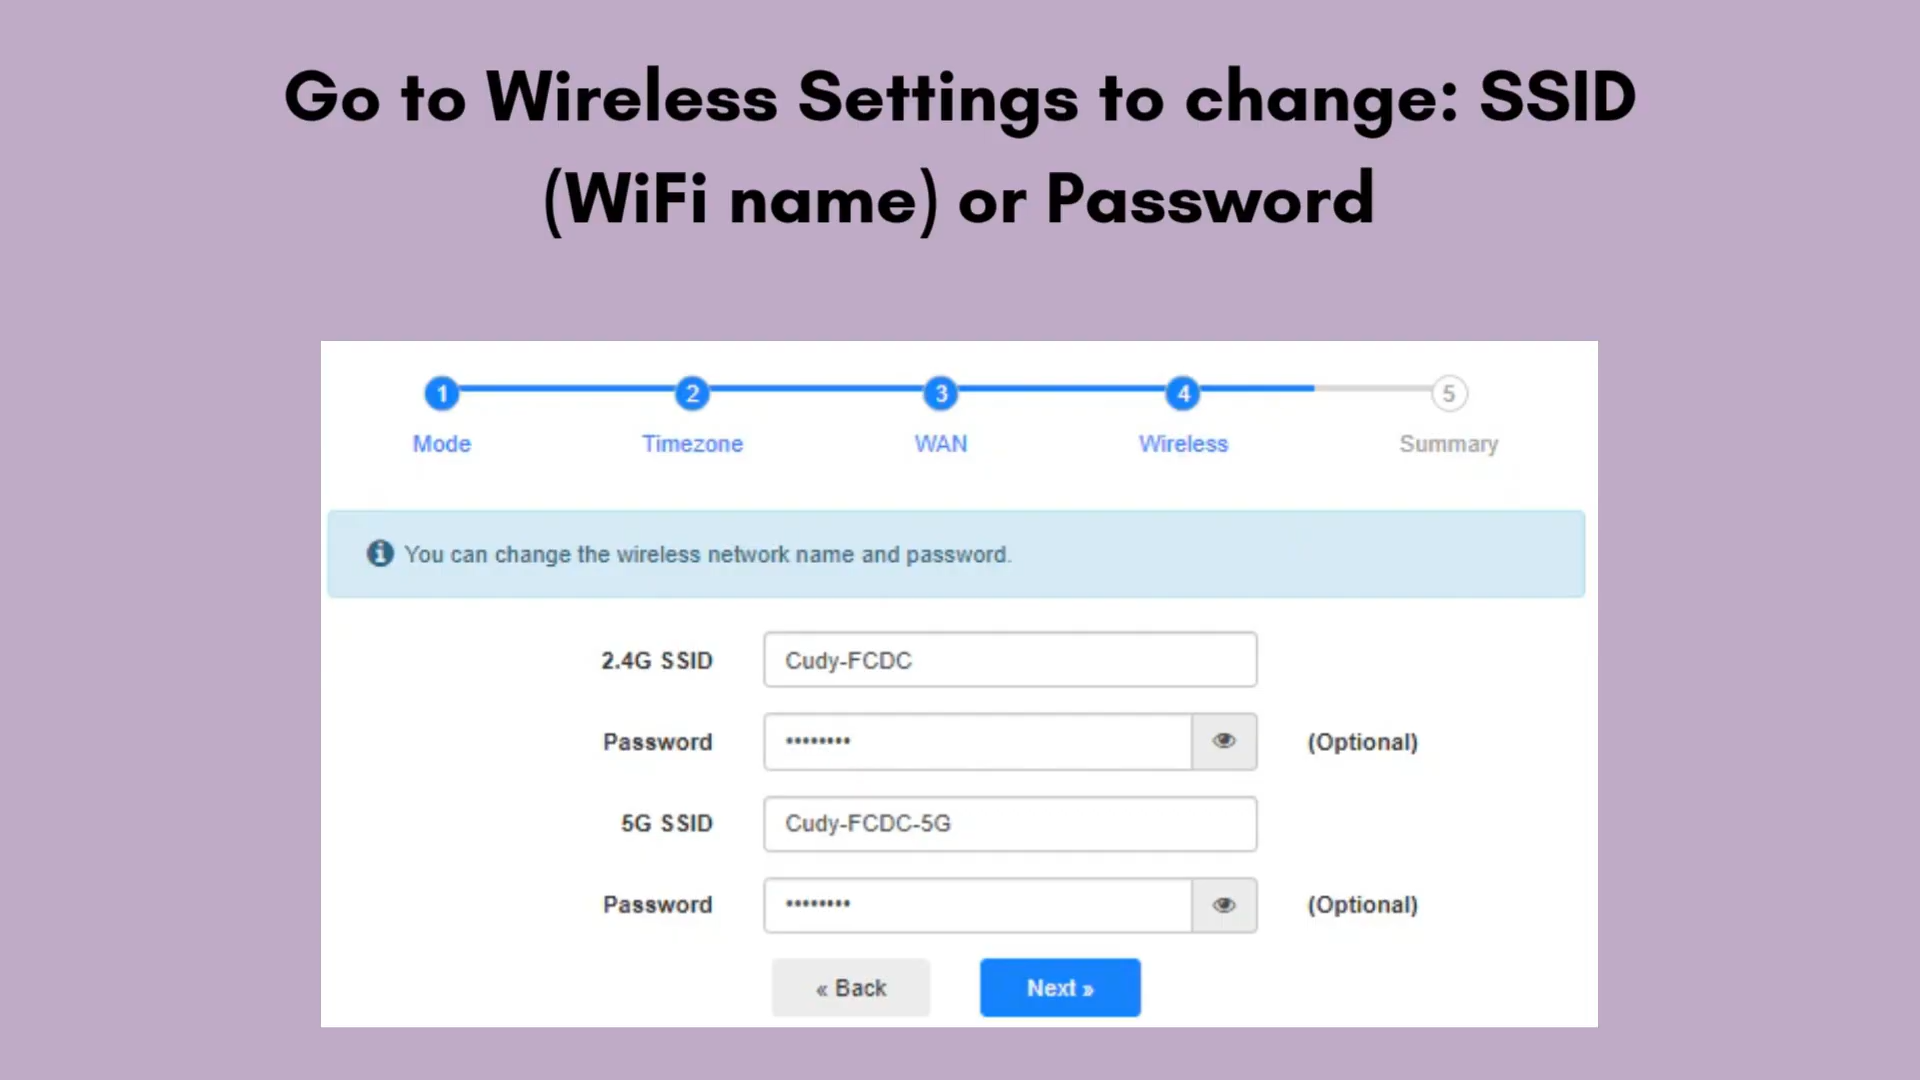 Go to Wireless Settings to change: SSID
(WiFi name) or Password
1 2 3 4 5
Mode Timezone WAN Wireless Summary
You can change the wireless network name and password.
2.4G SSID Cudy-FCDC
Password •••••••• (Optional)
5G SSID Cudy-FCDC-5G
Password •••••••• (Optional)
« Back Next »